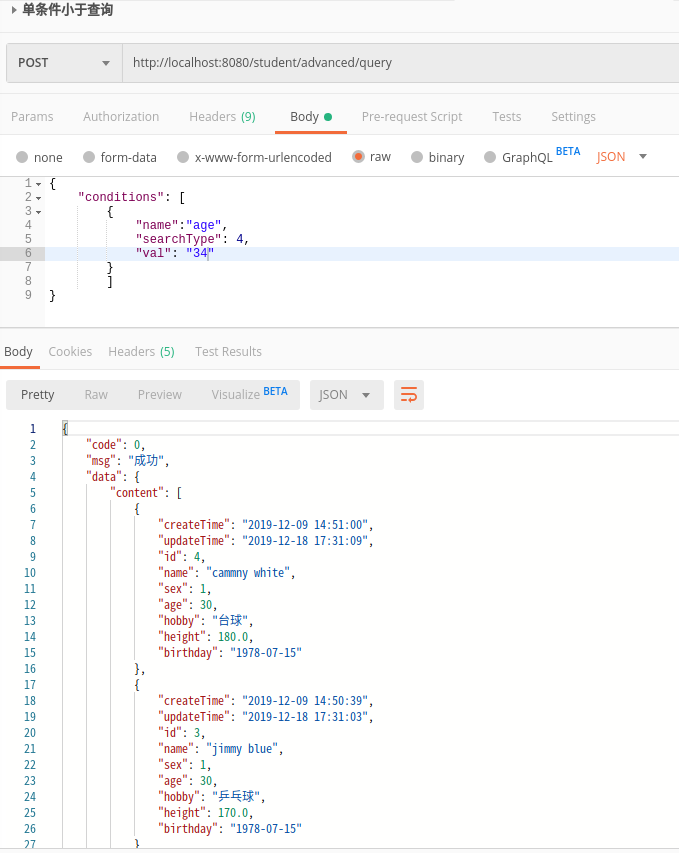 单条件小于查询
POST http://localhost:8080/student/advanced/query
Params Authorization Headers (9) Body Pre-request Script Tests Settings
none form-data x-www-form-urlencoded raw binary GraphQL BETA JSON
1 {
2 "conditions": [
3 {
4 "name":"age",
5 "searchType": 4,
6 "val": "34"
7 }
8 ]
9 }
Body Cookies Headers (5) Test Results
Pretty Raw Preview Visualize BETA JSON
1 {
2 "code": 0,
3 "msg": "成功",
4 "data": {
5 "content": [
6 {
7 "createTime": "2019-12-09 14:51:00",
8 "updateTime": "2019-12-18 17:31:09",
9 "id": 4,
10 "name": "cammny white",
11 "sex": 1,
12 "age": 30,
13 "hobby": "台球",
14 "height": 180.0,
15 "birthday": "1978-07-15"
16 },
17 {
18 "createTime": "2019-12-09 14:50:39",
19 "updateTime": "2019-12-18 17:31:03",
20 "id": 3,
21 "name": "jimmy blue",
22 "sex": 1,
23 "age": 30,
24 "hobby": "乒乓球",
25 "height": 170.0,
26 "birthday": "1978-07-15"
27 }